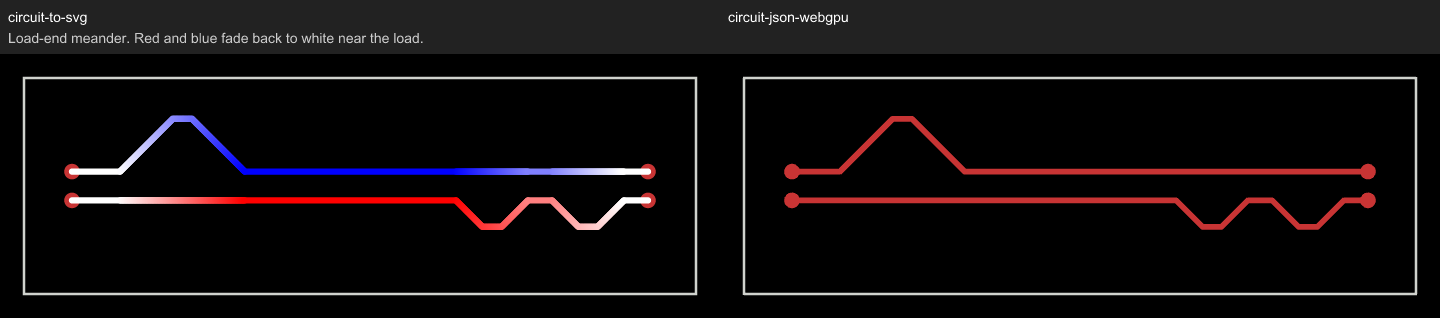 circuit-to-svg
Load-end meander. Red and blue fade back to white near the load.
circuit-json-webgpu